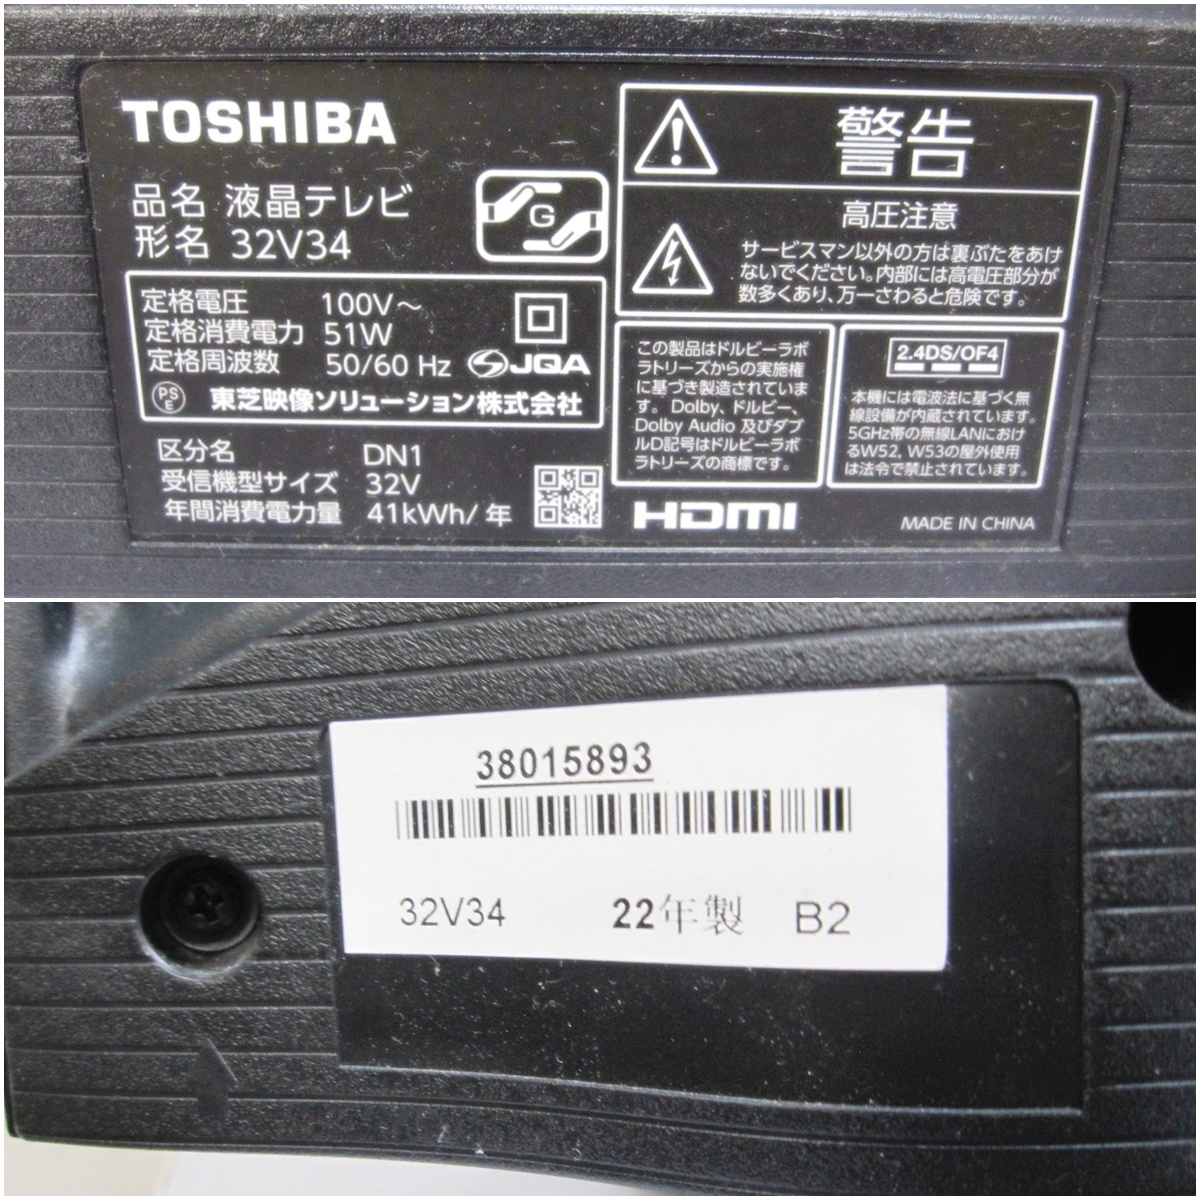 TOSHIBA
品名 液晶テレビ
形名 32V34
G
定格電圧 100V～
定格消費電力 51W
定格周波数 50/60 Hz
JQA
PS
E
東芝映像ソリューション株式会社
区分名 DN1
受信機型サイズ 32V
年間消費電力量 41kWh/年
警告
高圧注意
サービスマン以外の方は裏ぶたをあけ
ないでください。内部には高電圧部分が
数多くあり、万一さわると危険です。
この製品はドルビーラボ
ラトリーズからの実施権
に基づき製造されていま
す。Dolby、ドルビー、
Dolby Audio 及びダブ
ルD記号はドルビーラボ
ラトリーズの商標です。
2.4DS/OF4
本機には電波法に基づく無
線設備が内蔵されています。
5GHz帯の無線LANにおけ
るW52, W53の屋外使用
は法令で禁止されています。
HDMI
MADE IN CHINA
38015893
32V34 22年製 B2